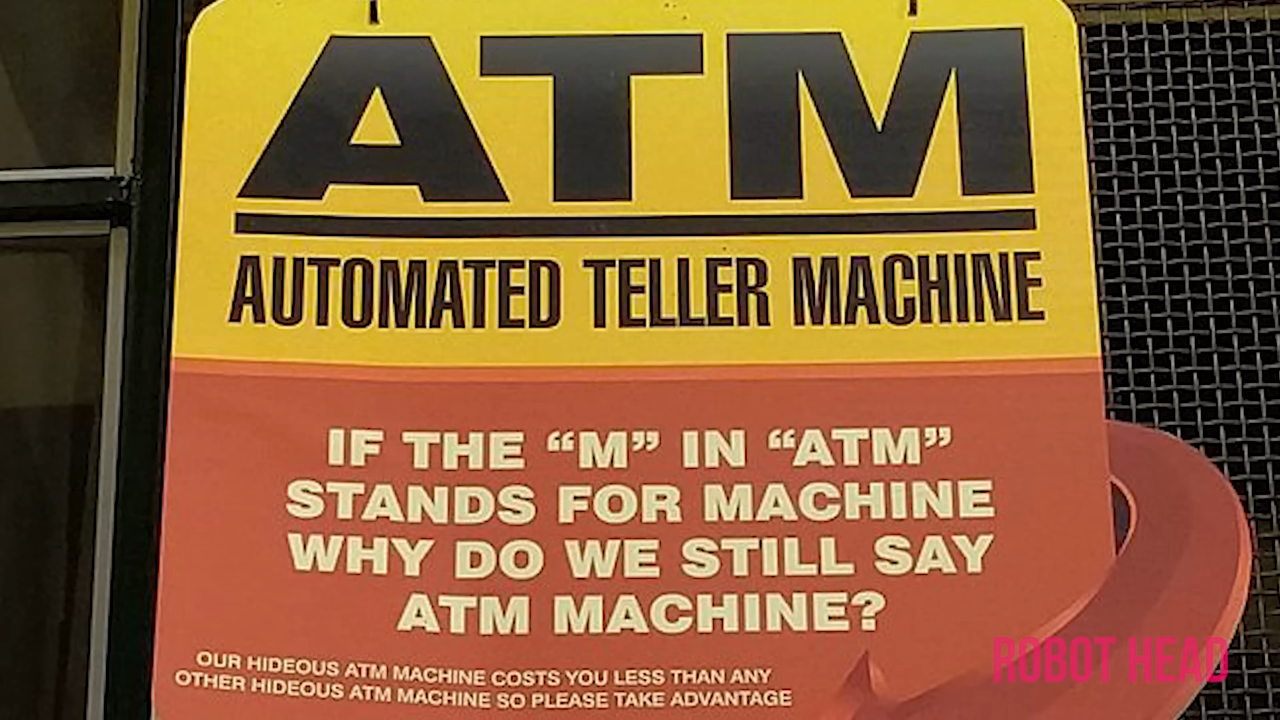 ATM
AUTOMATED TELLER MACHINE
IF THE “M” IN “ATM”
STANDS FOR MACHINE
WHY DO WE STILL SAY
ATM MACHINE?
OUR HIDEOUS ATM MACHINE COSTS YOU LESS THAN ANY
OTHER HIDEOUS ATM MACHINE SO PLEASE TAKE ADVANTAGE
ROBOT HEAD